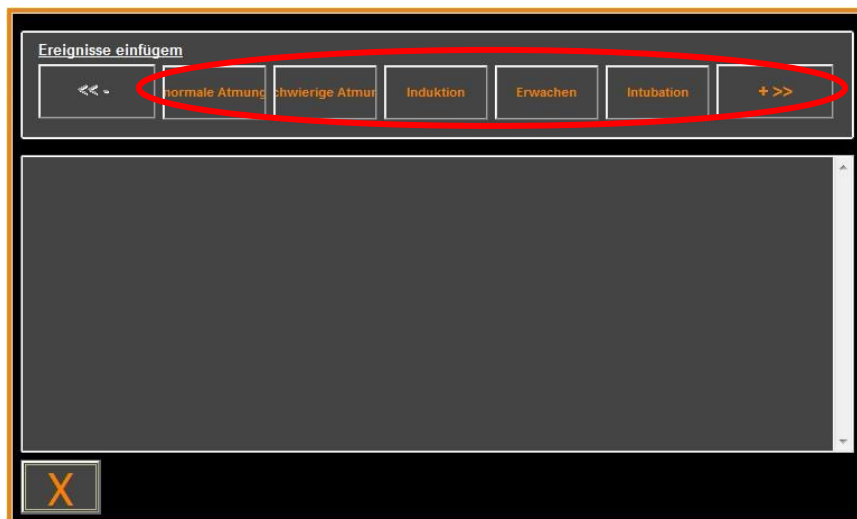 Ereignisse einfügem
<< - normale Atmung chwierige Atmur Induktion Erwachen Intubation + >>
X